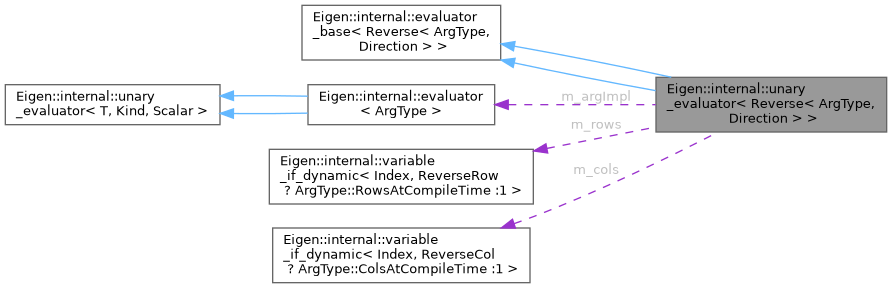 Eigen::internal::evaluator
_base< Reverse< ArgType,
Direction > >
Eigen::internal::unary
_evaluator< T, Kind, Scalar >
Eigen::internal::evaluator
< ArgType >
m_argImpl
Eigen::internal::unary
_evaluator< Reverse< ArgType,
Direction > >
m_rows
Eigen::internal::variable
_if_dynamic< Index, ReverseRow
? ArgType::RowsAtCompileTime :1 >
m_cols
Eigen::internal::variable
_if_dynamic< Index, ReverseCol
? ArgType::ColsAtCompileTime :1 >